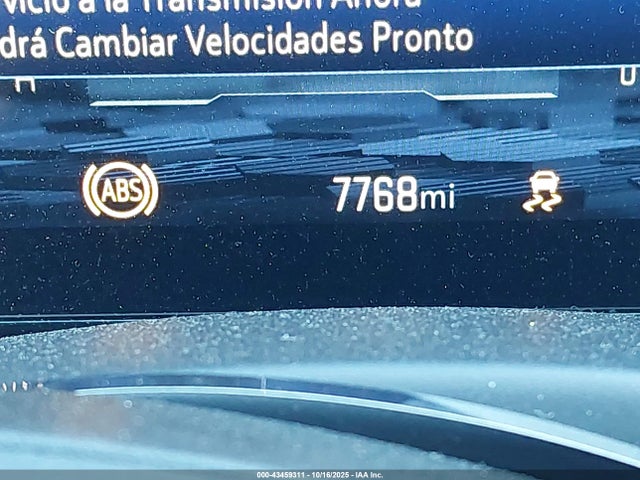 vicio a la Transmisión Ahora
drá Cambiar Velocidades Pronto
ABS
7768mi
000-43459311 - 10/16/2025 - IAA Inc.